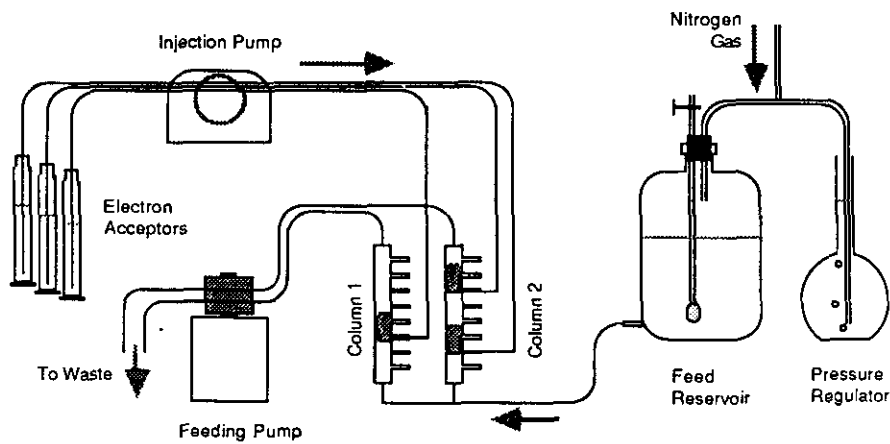 Injection Pump
Nitrogen
Gas
Electron
Acceptors
Column 1
Column 2
To Waste
Feeding Pump
Feed
Reservoir
Pressure
Regulator